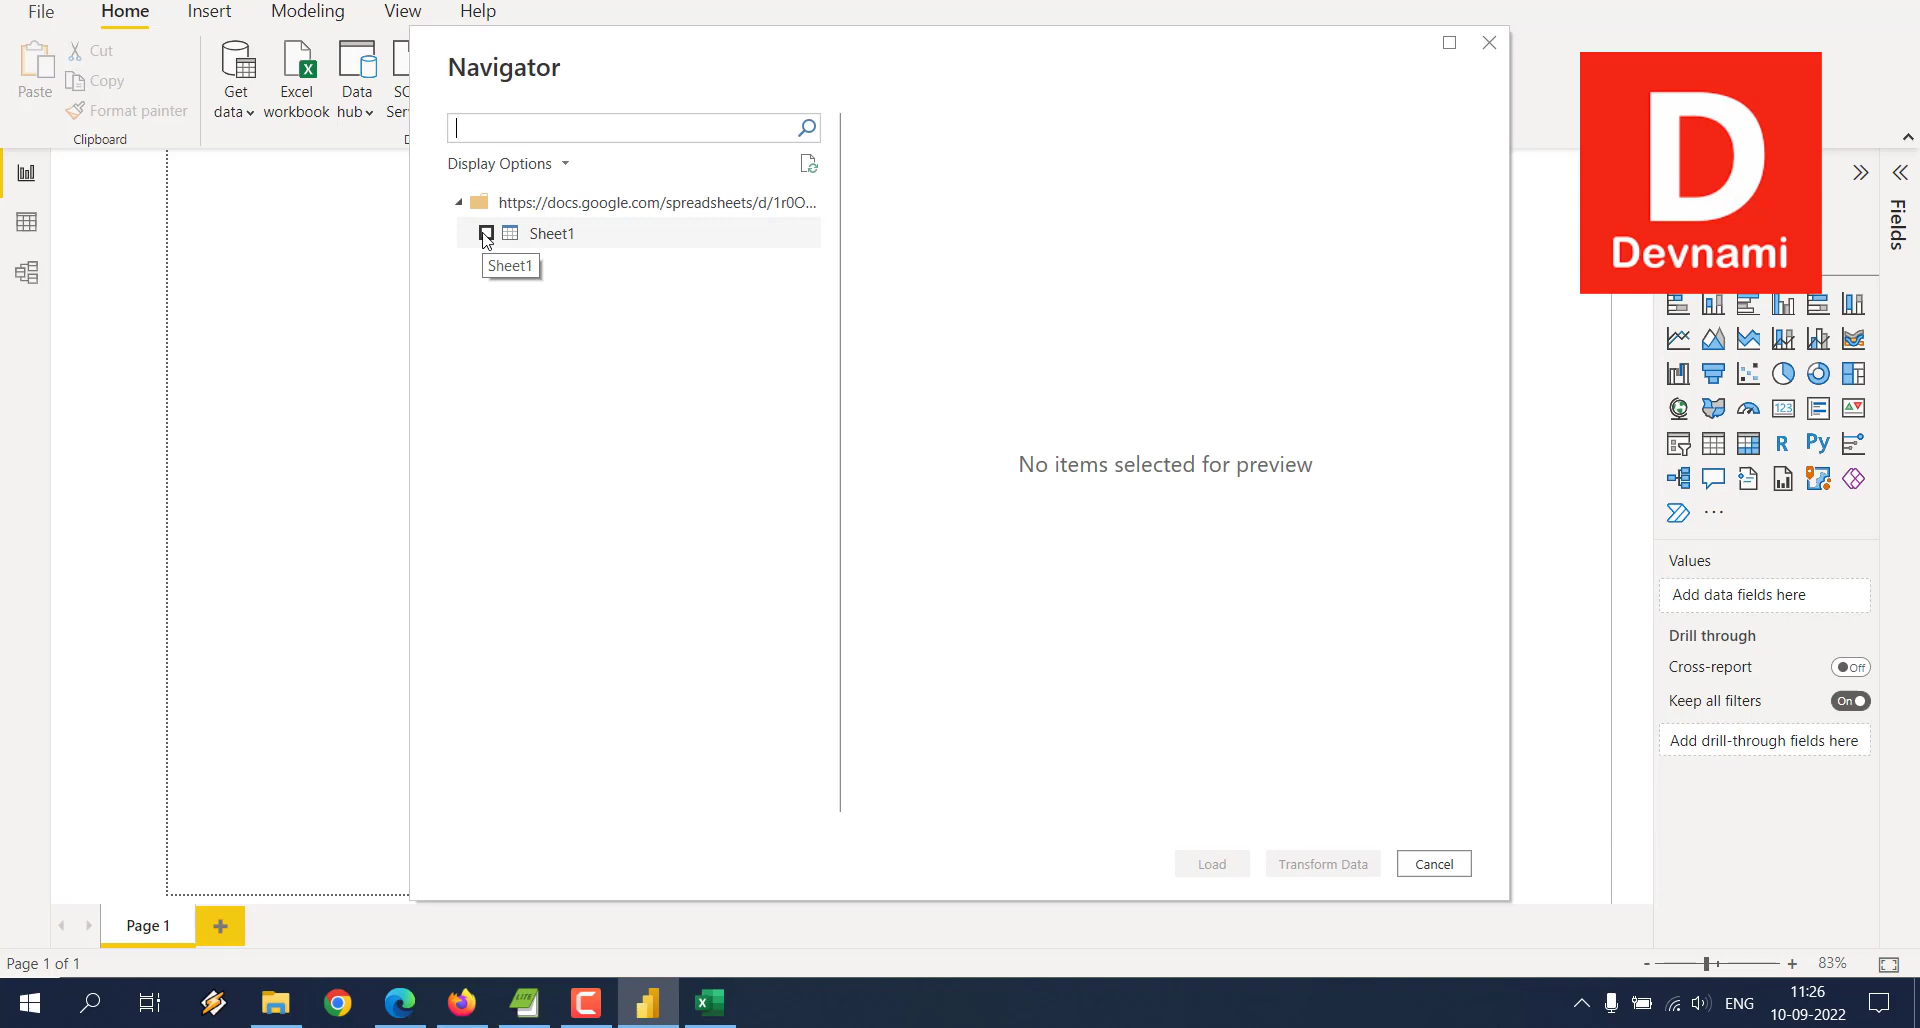 File Home Insert Modeling View Help
Paste
Cut
Copy
Format painter
Clipboard
Get data
Excel workbook
Data hub
Navigator
Display Options
https://docs.google.com/spreadsheets/d/1r0O...
Sheet1
Sheet1
No items selected for preview
Load Transform Data Cancel
D
Devnami
Fields
123
R Py
...
Values
Add data fields here
Drill through
Cross-report Off
Keep all filters On
Add drill-through fields here
Page 1 +
Page 1 of 1
- + 83%
LITE
ENG
11:26
10-09-2022